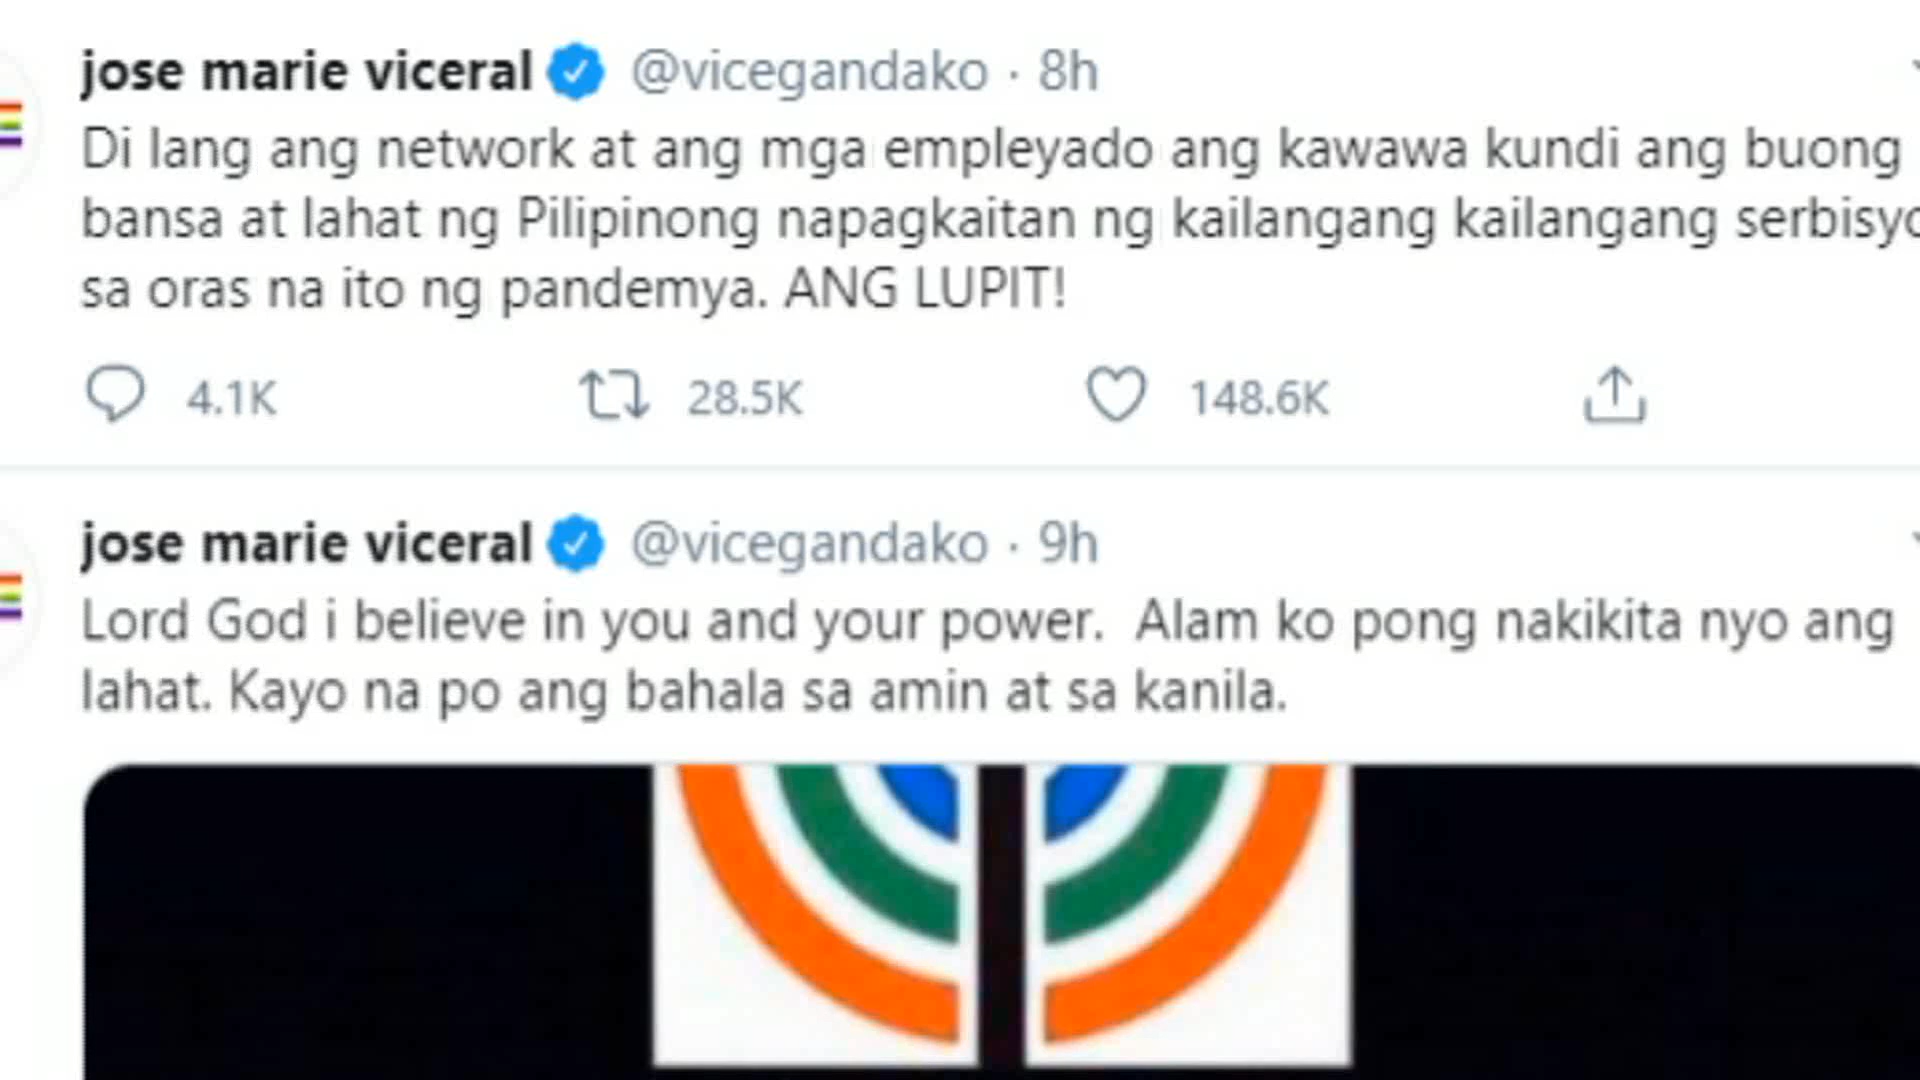 jose marie viceral @vicegandako · 8h
Di lang ang network at ang mga empleyado ang kawawa kundi ang buong
bansa at lahat ng Pilipinong napagkaitan ng kailangang kailangang serbisyo
sa oras na ito ng pandemya. ANG LUPIT!
4.1K 28.5K 148.6K
jose marie viceral @vicegandako · 9h
Lord God i believe in you and your power. Alam ko pong nakikita nyo ang
lahat. Kayo na po ang bahala sa amin at sa kanila.